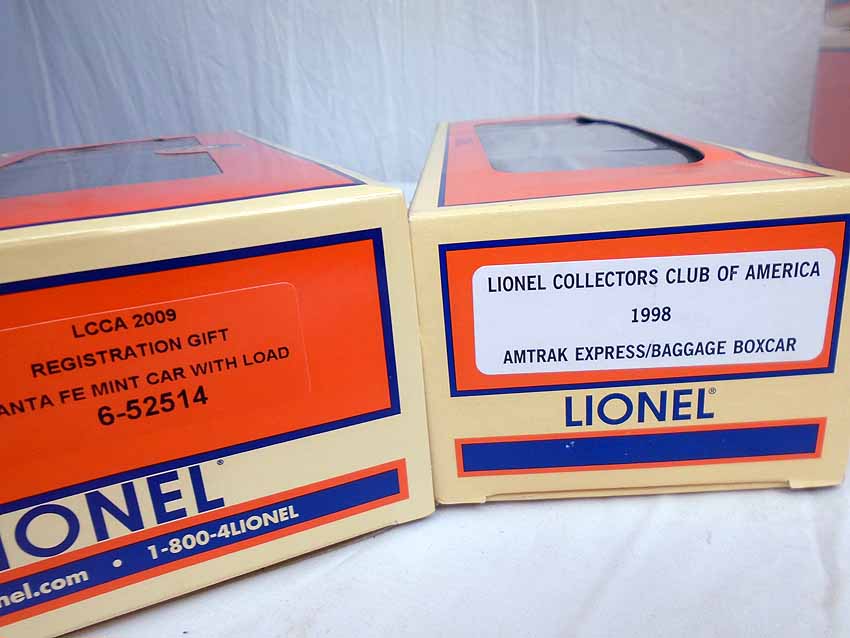 LCCA 2009
REGISTRATION GIFT
ANTA FE MINT CAR WITH LOAD
6-52514
IONEL®
nel.com • 1-800-4LIONEL
LIONEL COLLECTORS CLUB OF AMERICA
1998
AMTRAK EXPRESS/BAGGAGE BOXCAR
LIONEL®